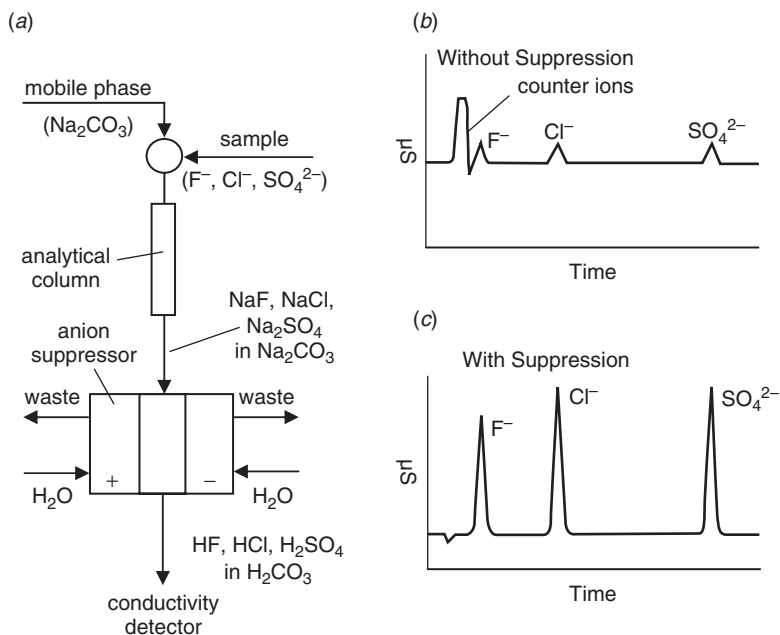 (a)
mobile phase
(Na₂CO₃)
sample
(F⁻, Cl⁻, SO₄²⁻)
analytical
column
NaF, NaCl,
Na₂SO₄
in Na₂CO₃
anion
suppressor
waste
waste
+
−
H₂O
H₂O
HF, HCl, H₂SO₄
in H₂CO₃
conductivity
detector
(b)
Without Suppression
counter ions
F⁻
Cl⁻
SO₄²⁻
μS
Time
(c)
With Suppression
F⁻
Cl⁻
SO₄²⁻
μS
Time